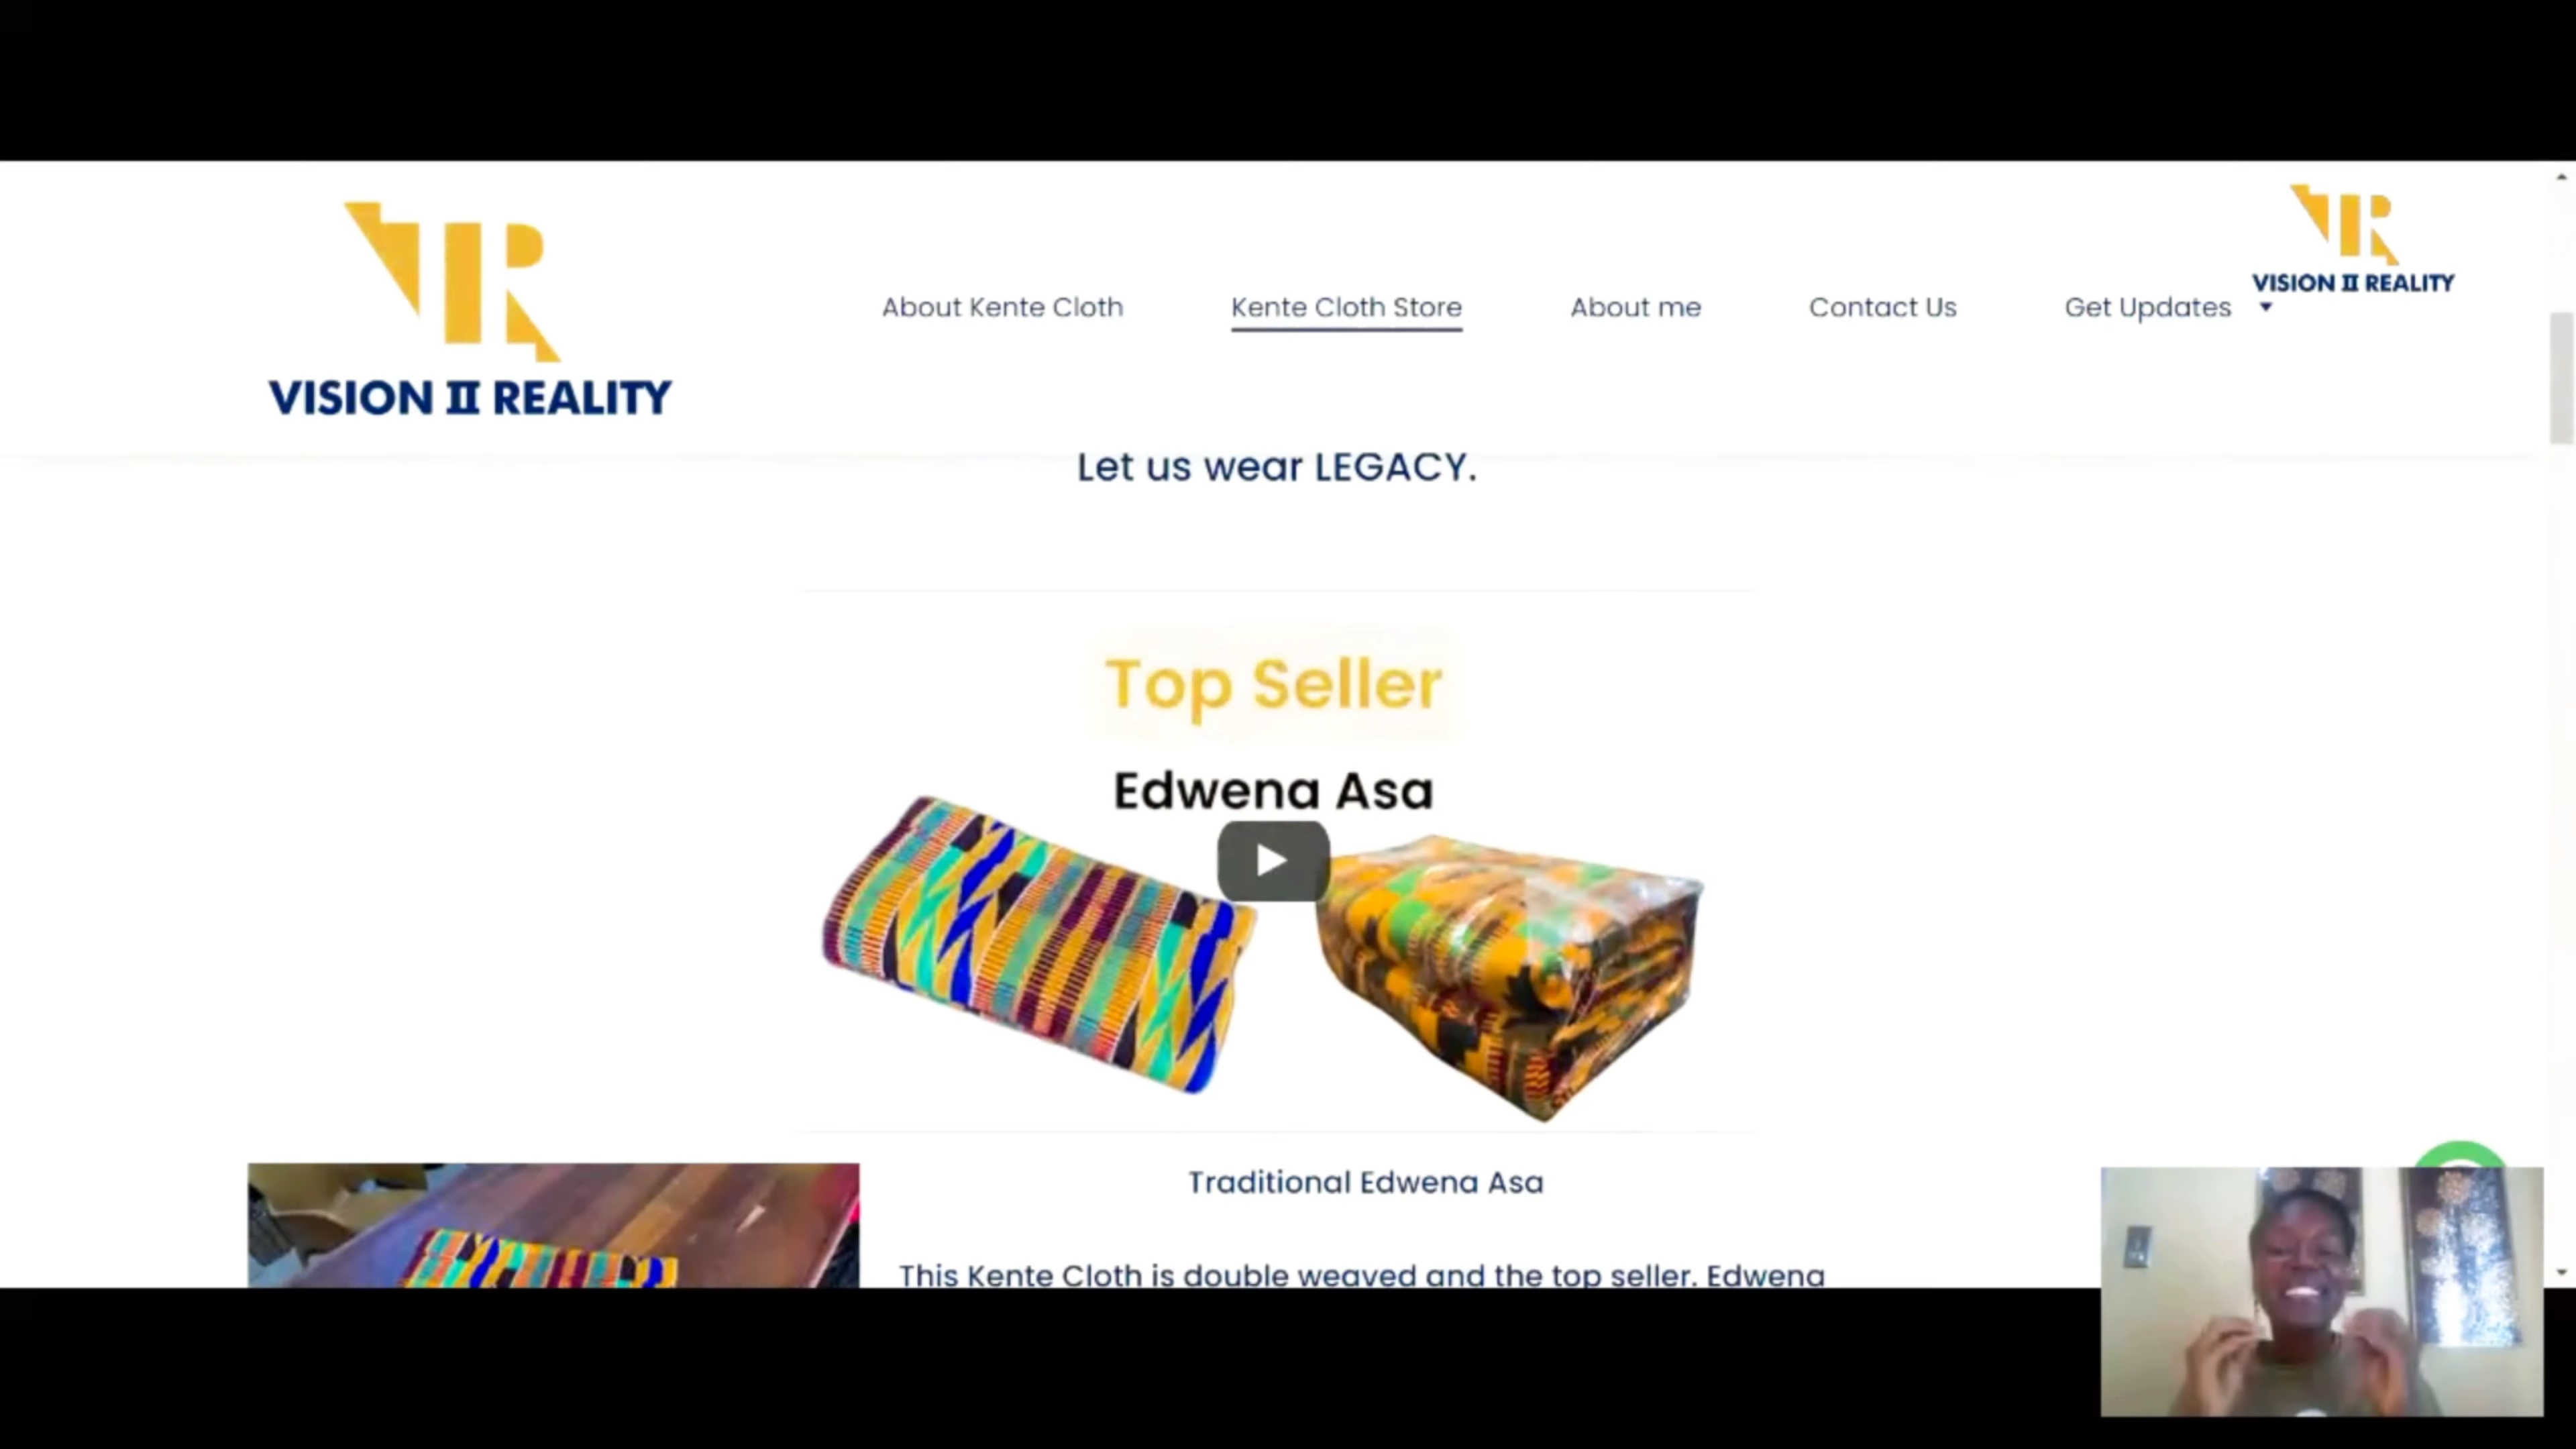 VISION II REALITY
About Kente Cloth
Kente Cloth Store
About me
Contact Us
Get Updates
VISION II REALITY
Let us wear LEGACY.
Top Seller
Edwena Asa
Traditional Edwena Asa
This Kente Cloth is double weaved and the top seller. Edwena